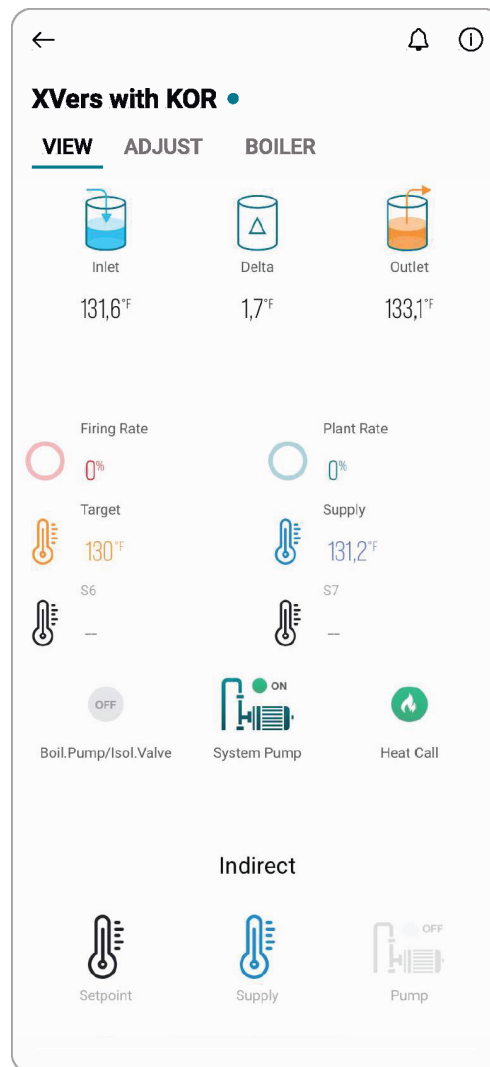 XVers with KOR
VIEW ADJUST BOILER
Inlet Delta Outlet
131,6°F 1,7°F 133,1°F
Firing Rate Plant Rate
0% 0%
Target Supply
130°F 131,2°F
S6 S7
-- --
OFF ON
Boil.Pump/Isol.Valve System Pump Heat Call
Indirect
OFF
Setpoint Supply Pump